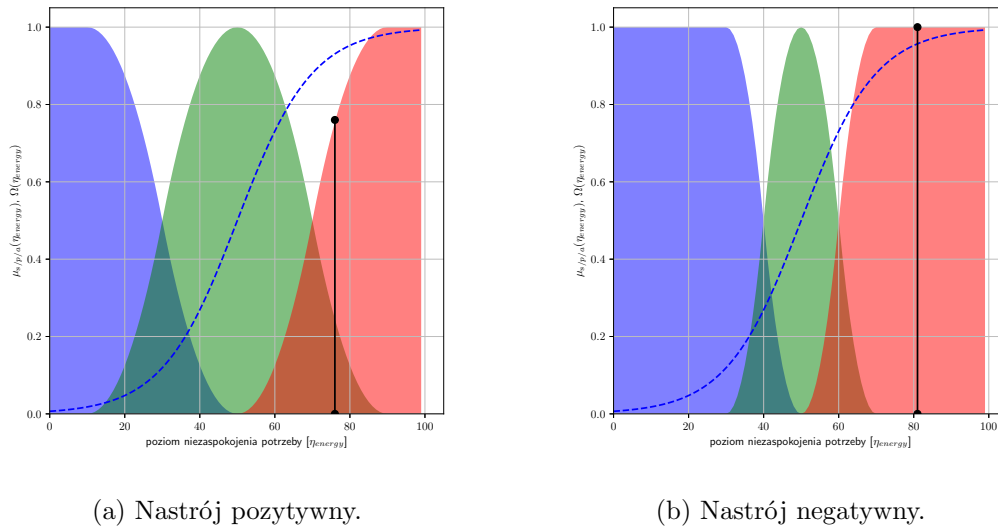 1.0
0.8
0.6
0.4
0.2
0.0
μs/p/a(ηenergy), Ω(ηenergy)
0 20 40 60 80 100
poziom niezaspokojenia potrzeby [ηenergy]
(a) Nastrój pozytywny.
1.0
0.8
0.6
0.4
0.2
0.0
μs/p/a(ηenergy), Ω(ηenergy)
0 20 40 60 80 100
poziom niezaspokojenia potrzeby [ηenergy]
(b) Nastrój negatywny.